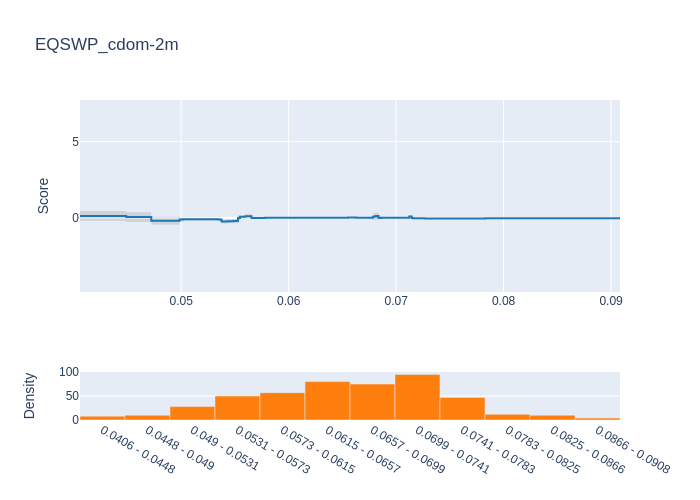 EQSWP_cdom-2m
Score
5
0
0.05
0.06
0.07
0.08
0.09
Density
100
50
0
0.0406 - 0.0448
0.0448 - 0.049
0.049 - 0.0531
0.0531 - 0.0573
0.0573 - 0.0615
0.0615 - 0.0657
0.0657 - 0.0699
0.0699 - 0.0741
0.0741 - 0.0783
0.0783 - 0.0825
0.0825 - 0.0866
0.0866 - 0.0908